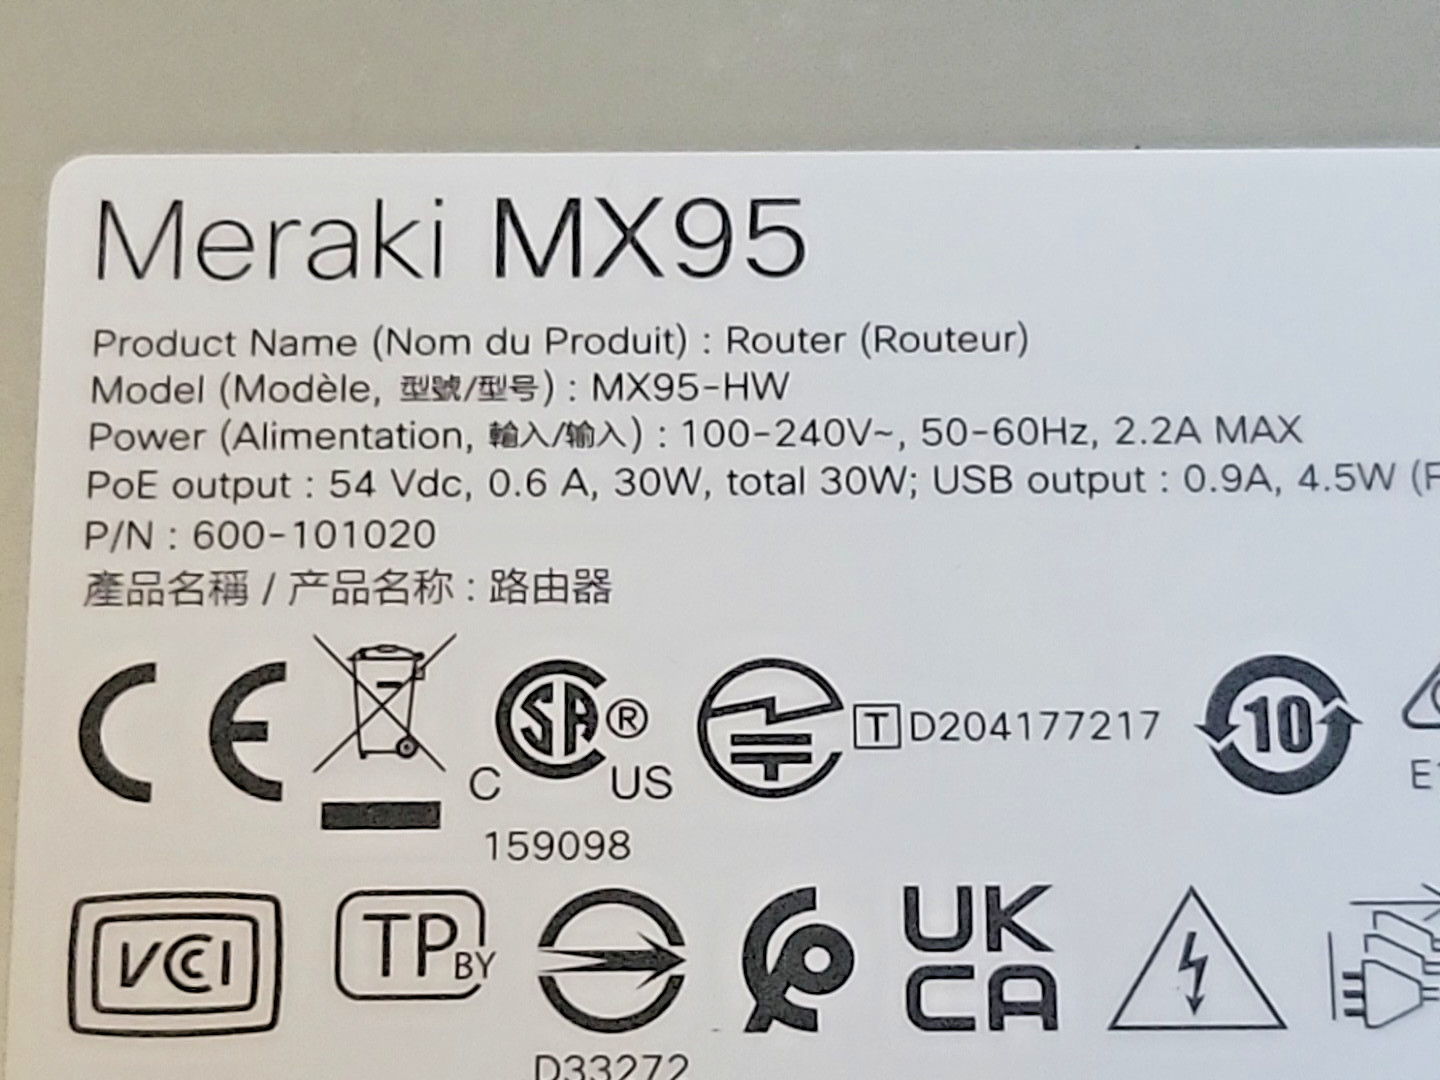 Meraki MX95
Product Name (Nom du Produit) : Router (Routeur)
Model (Modèle, 型號/型号) : MX95-HW
Power (Alimentation, 輸入/输入) : 100-240V~, 50-60Hz, 2.2A MAX
PoE output : 54 Vdc, 0.6 A, 30W, total 30W; USB output : 0.9A, 4.5W (
P/N : 600-101020
產品名稱 / 产品名称 : 路由器
CE
SA ®
C US
159098
T D204177217
10
VCCI
TP BY
D33272
UK
CA